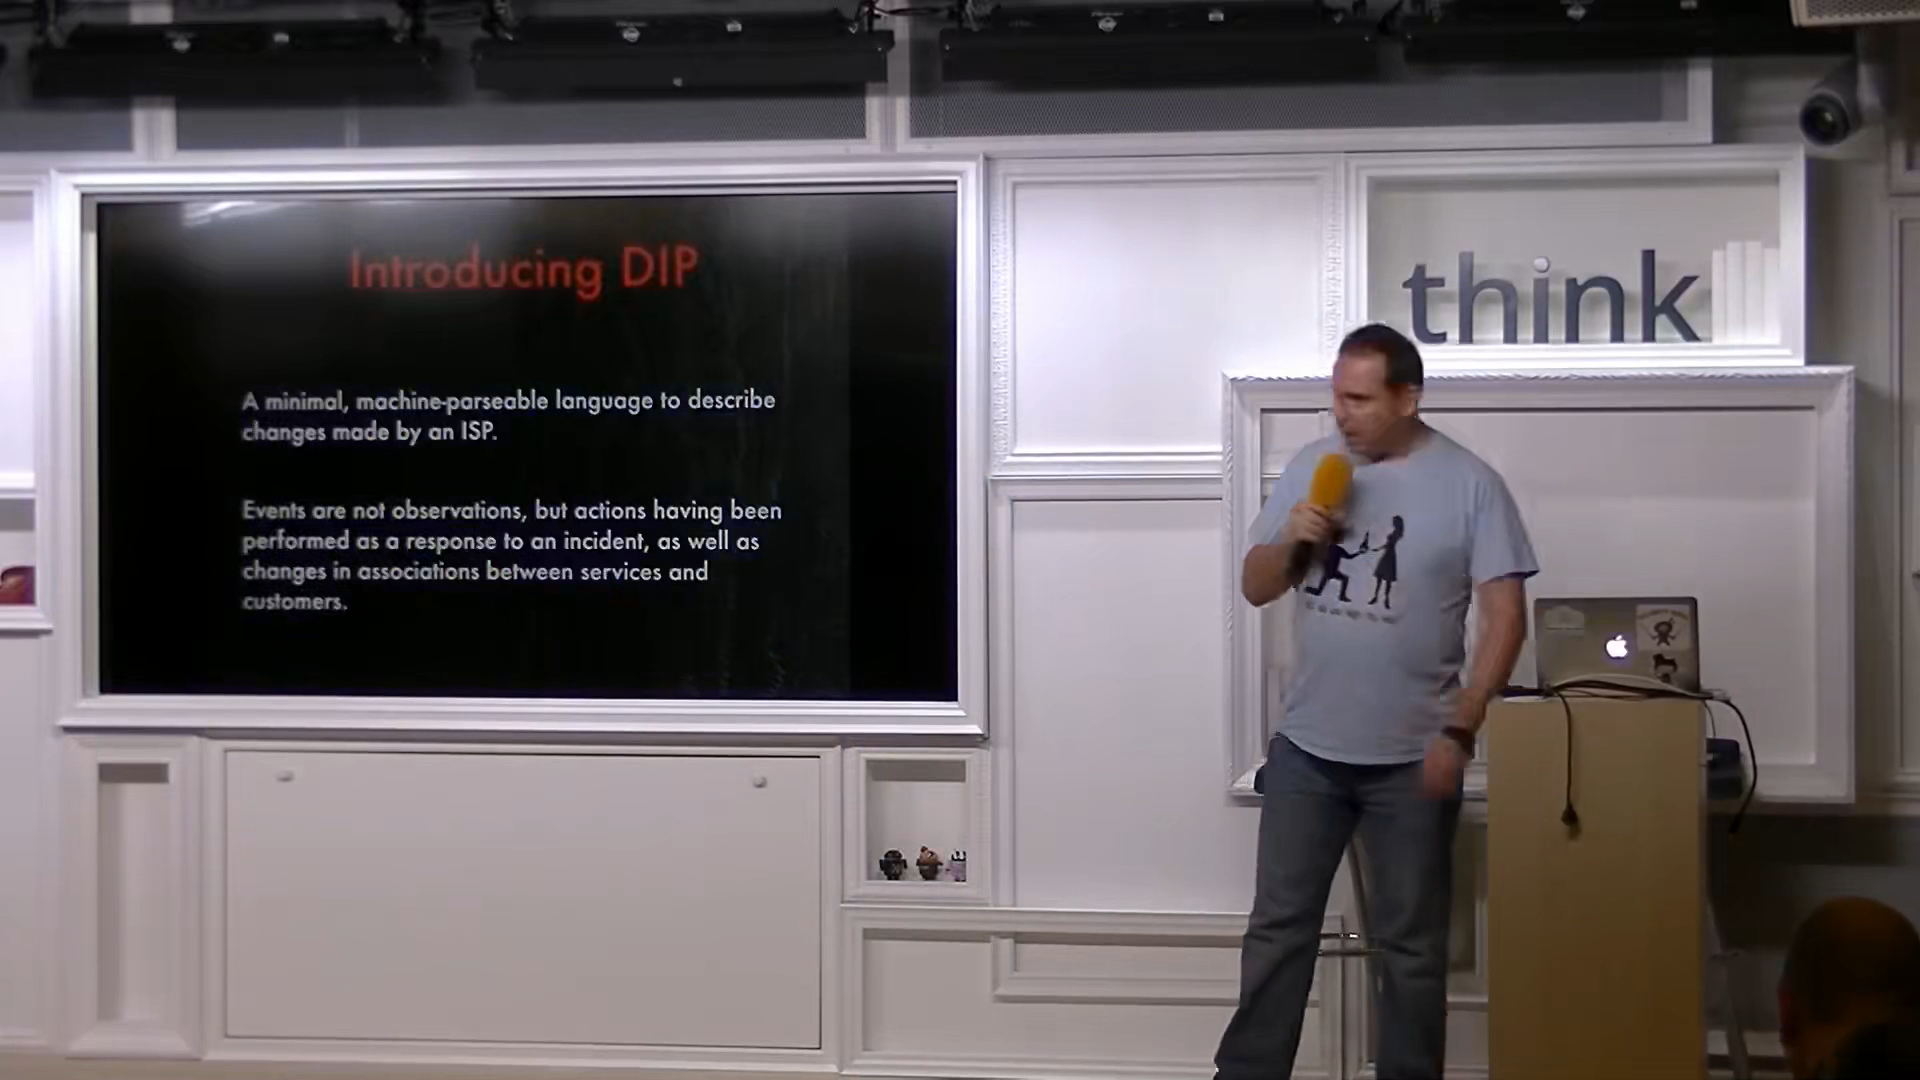 Introducing DIP
A minimal, machine-parseable language to describe
changes made by an ISP.
Events are not observations, but actions having been
performed as a response to an incident, as well as
changes in associations between services and
customers.
think